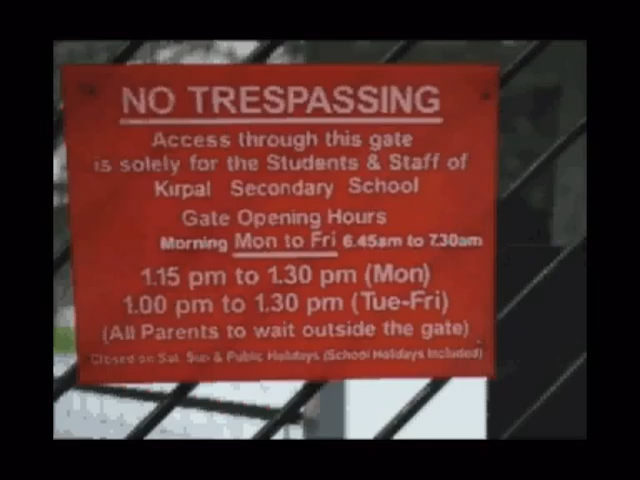 NO TRESPASSING
Access through this gate
is solely for the Students & Staff of
Kirpal Secondary School
Gate Opening Hours
Morning Mon to Fri 6.45am to 7.30am
1.15 pm to 1.30 pm (Mon)
1.00 pm to 1.30 pm (Tue-Fri)
(All Parents to wait outside the gate)
Closed on Sat, Sun & Public Holidays (School Holidays Included)